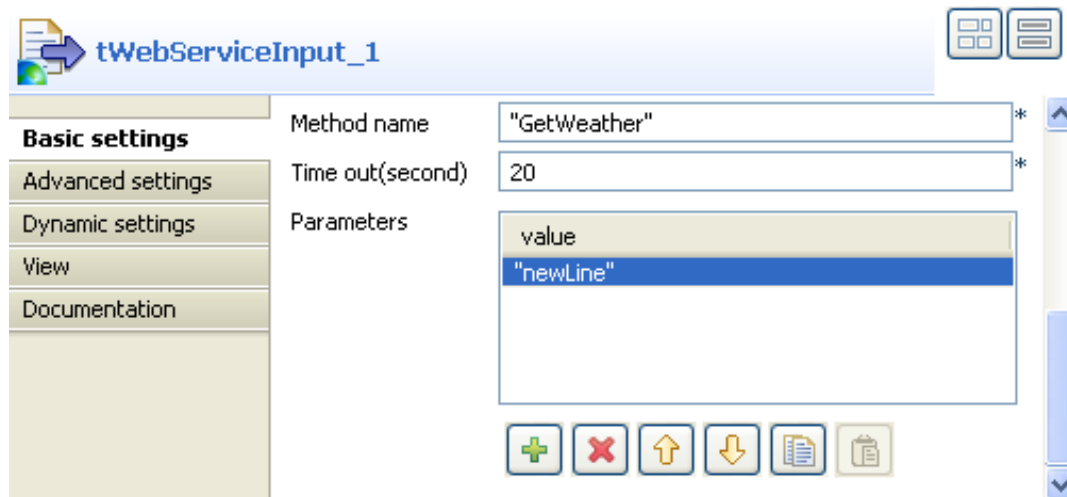 tWebServiceInput_1
Basic settings
Advanced settings
Dynamic settings
View
Documentation
Method name "GetWeather" *
Time out(second) 20 *
Parameters
value
"newLine"